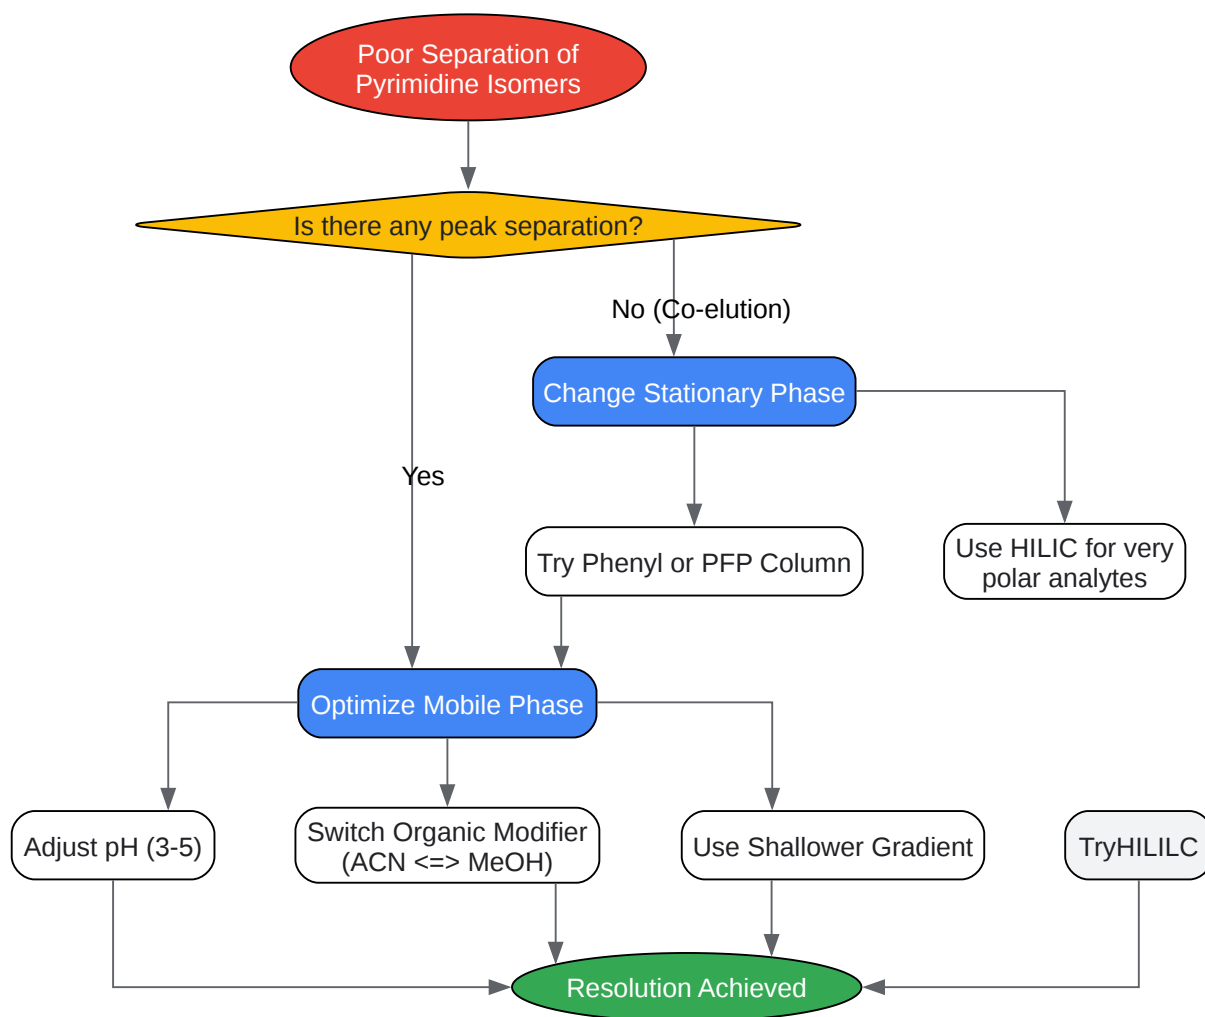 Poor Separation of
Pyrimidine Isomers
Is there any peak separation?
No (Co-elution)
Change Stationary Phase
Yes
Try Phenyl or PFP Column
Use HILIC for very
polar analytes
Optimize Mobile Phase
Adjust pH (3-5)
Switch Organic Modifier
(ACN <=> MeOH)
Use Shallower Gradient
TryHILILC
Resolution Achieved